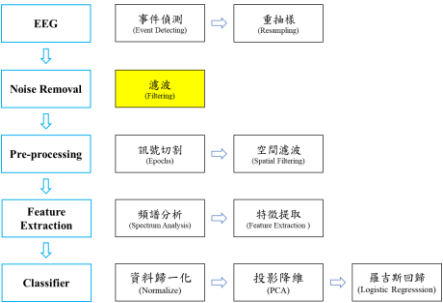 EEG
事件偵測
(Event Detecting)
重抽樣
(Resampling)
Noise Removal
濾波
(Filtering)
Pre-processing
訊號切割
(Epochs)
空間濾波
(Spatial Filtering)
Feature
Extraction
頻譜分析
(Spectrum Analysis)
特徵提取
(Feature Extraction )
Classifier
資料歸一化
(Normalize)
投影降維
(PCA)
羅吉斯回歸
(Logistic Regresssion)